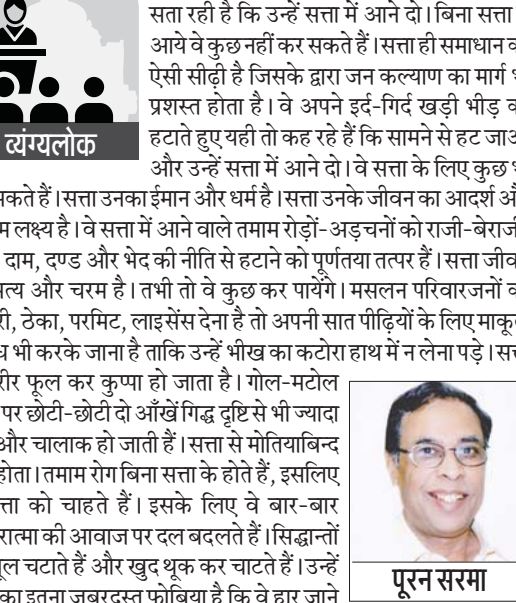 सता रही है कि उन्हें सत्ता में आने दो। बिना सत्ता
आये वे कुछ नहीं कर सकते हैं। सत्ता ही समाधान
ऐसी सीढ़ी है जिसके द्वारा जन कल्याण का मार्ग
प्रशस्त होता है। वे अपने इर्द-गिर्द खड़ी भीड़
हटाते हुए यही तो कह रहे हैं कि सामने से हट
और उन्हें सत्ता में आने दो। वे सत्ता के लिए कुछ
व्यंग्यलोक
सकते हैं। सत्ता उनका ईमान और धर्म है। सत्ता उनके जीवन का आदर्श
लक्ष्य है। वे सत्ता में आने वाले तमाम रोड़ों-अड़चनों को
दाम, दण्ड और भेद की नीति से हटाने को पूर्णतया तत्पर हैं। सत्ता
और चरम है। तभी तो वे कुछ कर पायेंगे। मसलन परिवारजनों
ठेका, परमिट, लाइसेंस देना है तो अपनी सात पीढ़ियों के लिए
भी करके जाना है ताकि उन्हें भीख का कटोरा हाथ में न लेना पड़े।
फूल कर कुप्पा हो जाता है। गोल-मटोल
पर छोटी-छोटी दो आँखें गिद्ध दृष्टि से भी ज्यादा
और चालाक हो जाती हैं। सत्ता से मोतियाबिन्द
होता। तमाम रोग बिना सत्ता के होते हैं, इसलिए
को चाहते हैं। इसके लिए वे बार-बार
की आवाज पर दल बदलते हैं। सिद्धान्तों
चटाते हैं और खुद थूक कर चाटते हैं। उन्हें
का इतना जबरदस्त फोबिया है कि वे हार जाने
पूरन सरमा